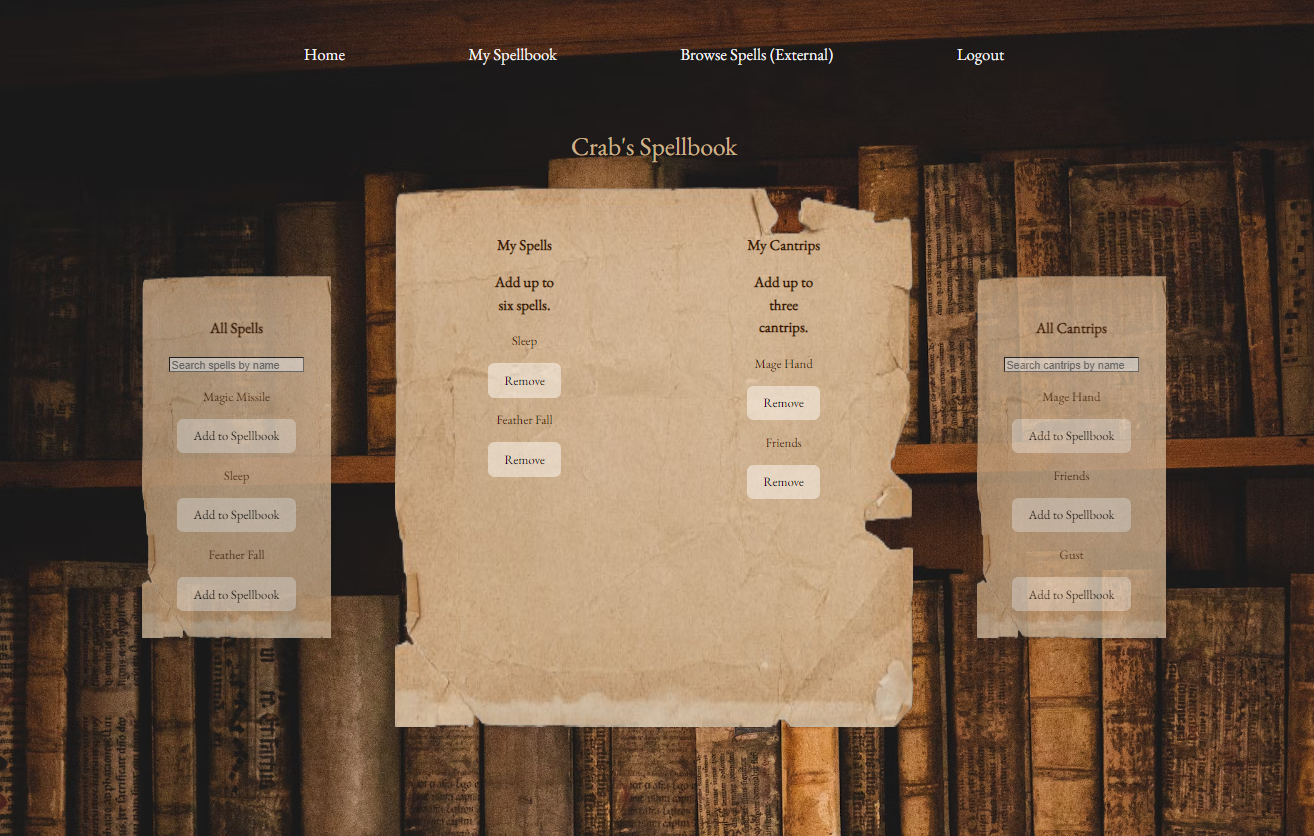 Home
My Spellbook
Browse Spells (External)
Logout
Crab's Spellbook
All Spells
Search spells by name
Magic Missile
Add to Spellbook
Sleep
Add to Spellbook
Feather Fall
Add to Spellbook
My Spells
Add up to
six spells.
Sleep
Remove
Feather Fall
Remove
My Cantrips
Add up to
three
cantrips.
Mage Hand
Remove
Friends
Remove
All Cantrips
Search cantrips by name
Mage Hand
Add to Spellbook
Friends
Add to Spellbook
Gust
Add to Spellbook